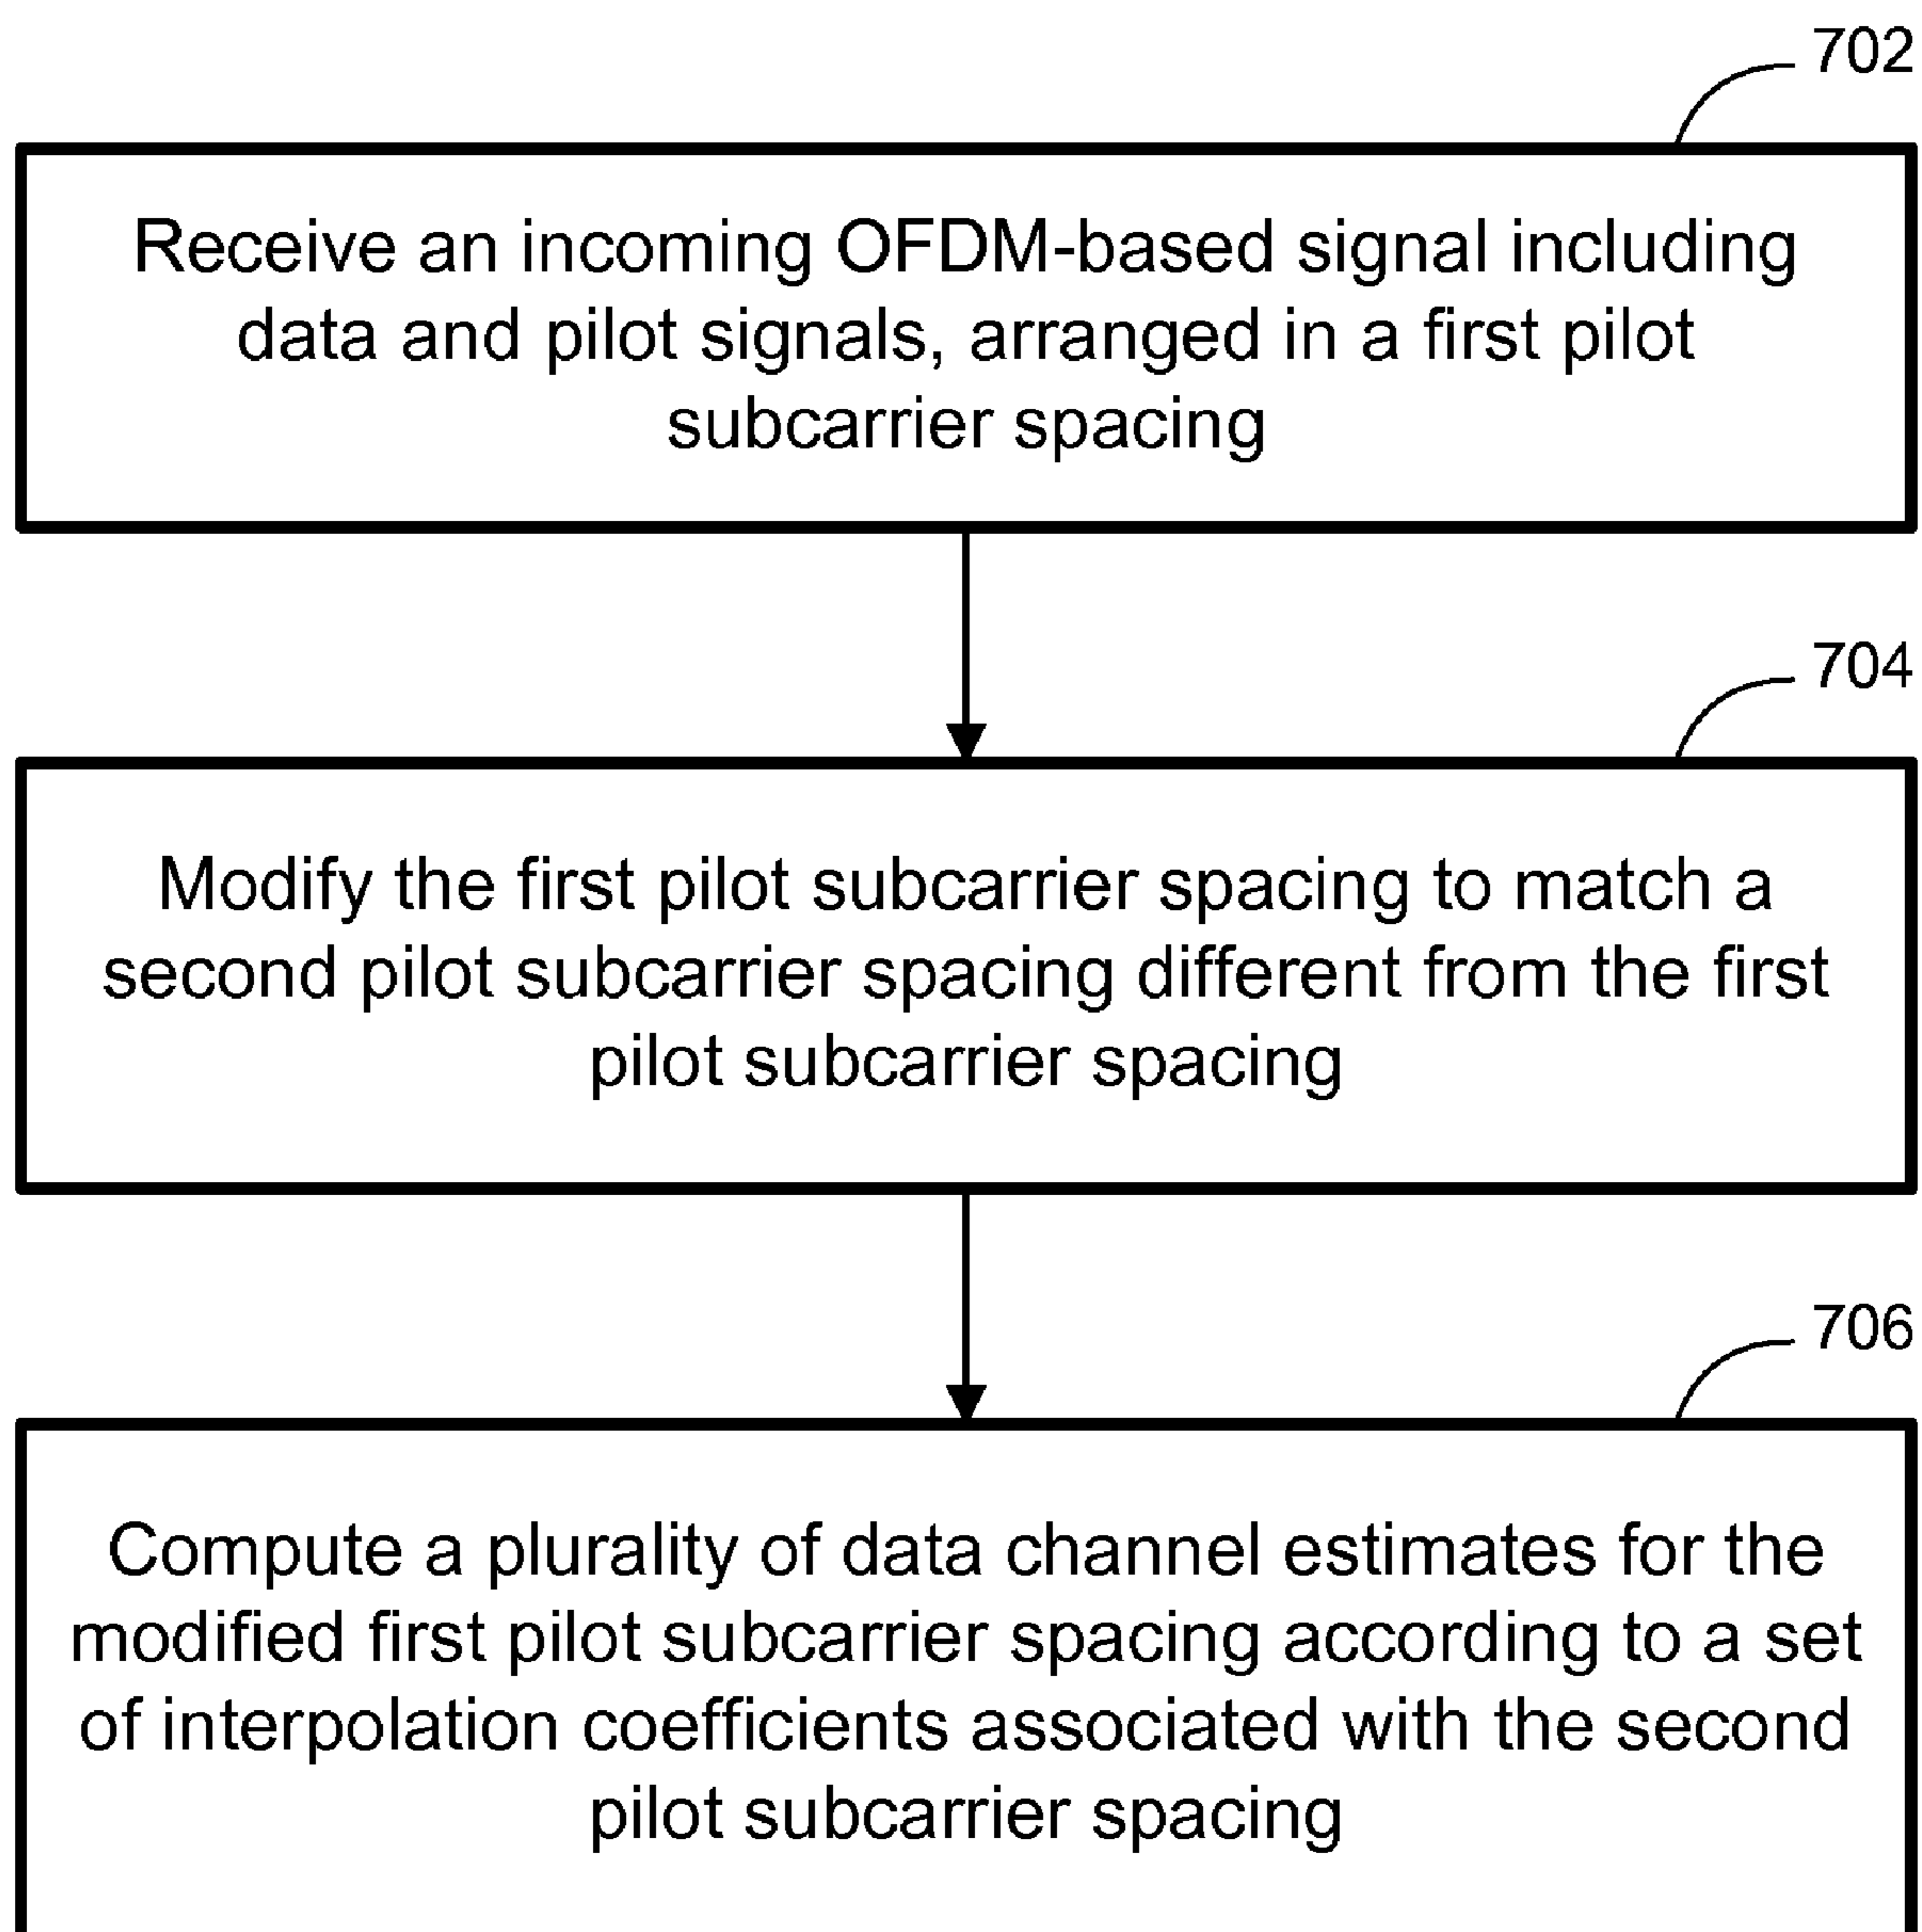 702
Receive an incoming OFDM-based signal including
data and pilot signals, arranged in a first pilot
subcarrier spacing
704
Modify the first pilot subcarrier spacing to match a
second pilot subcarrier spacing different from the first
pilot subcarrier spacing
706
Compute a plurality of data channel estimates for the
modified first pilot subcarrier spacing according to a set
of interpolation coefficients associated with the second
pilot subcarrier spacing